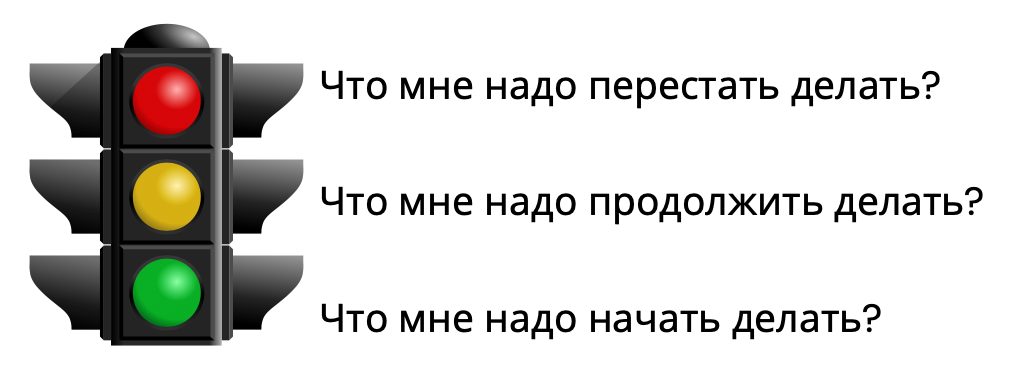 Что мне надо перестать делать?
Что мне надо продолжить делать?
Что мне надо начать делать?